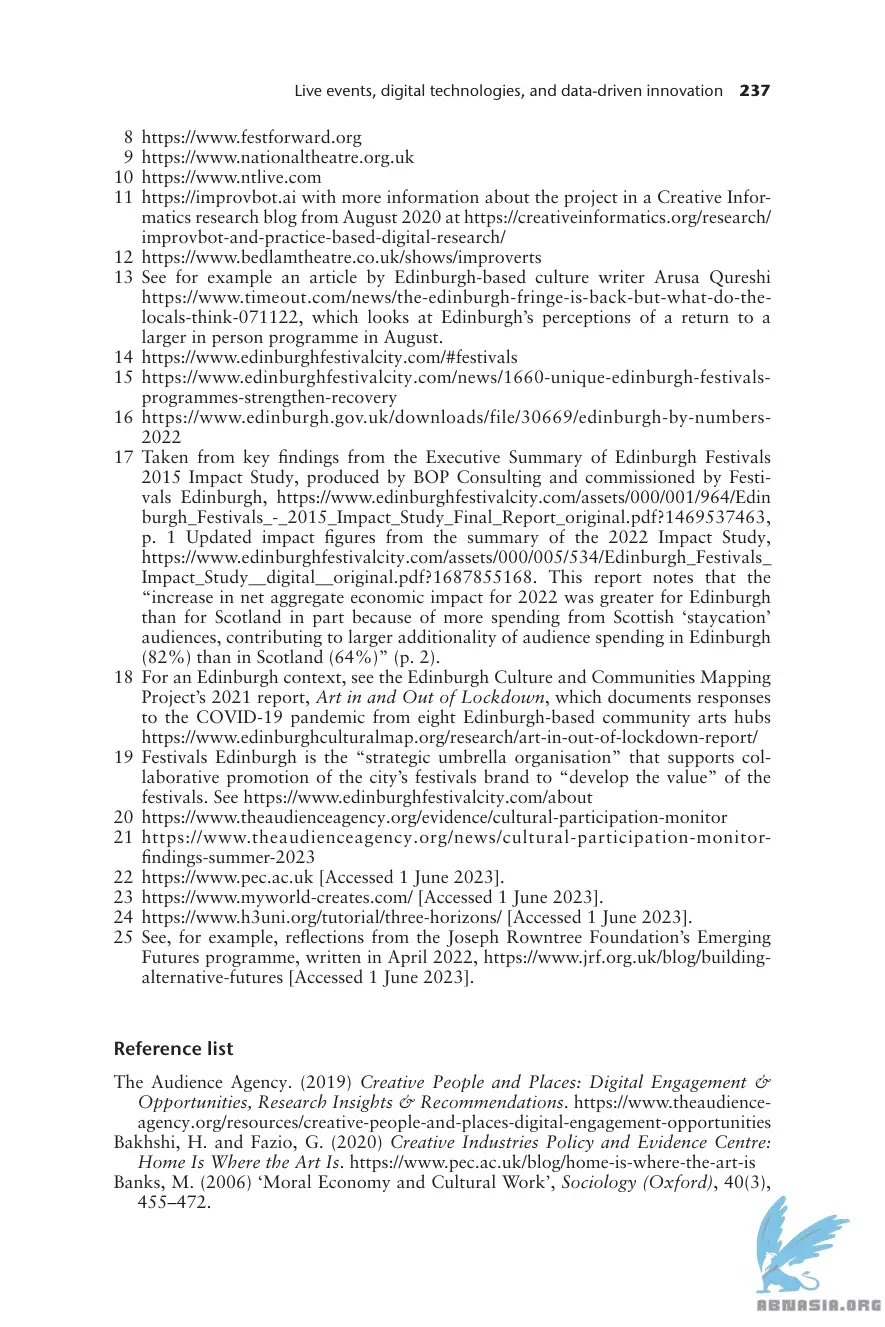 Live events, digital technologies, and data-driven innovation 237
8 https://www.festforward.org
9 https://www.nationaltheatre.org.uk
10 https://www.ntlive.com
11 https://improvbot.ai with more information about the project in a Creative Infor-
matics research blog from August 2020 at https://creativeinformatics.org/research/
improvbot-and-practice-based-digital-research/
12 https://www.bedlamtheatre.co.uk/shows/improverts
13 See for example an article by Edinburgh-based culture writer Arusa Qureshi
https://www.timeout.com/news/the-edinburgh-fringe-is-back-but-what-do-the-
locals-think-071122, which looks at Edinburgh’s perceptions of a return to a
larger in person programme in August.
14 https://www.edinburghfestivalcity.com/#festivals
15 https://www.edinburghfestivalcity.com/news/1660-unique-edinburgh-festivals-
programmes-strengthen-recovery
16 https://www.edinburgh.gov.uk/downloads/file/30669/edinburgh-by-numbers-
2022
17 Taken from key findings from the Executive Summary of Edinburgh Festivals
2015 Impact Study, produced by BOP Consulting and commissioned by Festi-
vals Edinburgh, https://www.edinburghfestivalcity.com/assets/000/001/964/Edin
burgh_Festivals_-_2015_Impact_Study_Final_Report_original.pdf?1469537463,
p. 1 Updated impact figures from the summary of the 2022 Impact Study,
https://www.edinburghfestivalcity.com/assets/000/005/534/Edinburgh_Festivals_
Impact_Study__digital__original.pdf?1687855168. This report notes that the
“increase in net aggregate economic impact for 2022 was greater for Edinburgh
than for Scotland in part because of more spending from Scottish ‘staycation’
audiences, contributing to larger additionality of audience spending in Edinburgh
(82%) than in Scotland (64%)” (p. 2).
18 For an Edinburgh context, see the Edinburgh Culture and Communities Mapping
Project’s 2021 report, Art in and Out of Lockdown, which documents responses
to the COVID-19 pandemic from eight Edinburgh-based community arts hubs
https://www.edinburghculturalmap.org/research/art-in-out-of-lockdown-report/
19 Festivals Edinburgh is the “strategic umbrella organisation” that supports col-
laborative promotion of the city’s festivals brand to “develop the value” of the
festivals. See https://www.edinburghfestivalcity.com/about
20 https://www.theaudienceagency.org/evidence/cultural-participation-monitor
21 https://www.theaudienceagency.org/news/cultural-participation-monitor-
findings-summer-2023
22 https://www.pec.ac.uk [Accessed 1 June 2023].
23 https://www.myworld-creates.com/ [Accessed 1 June 2023].
24 https://www.h3uni.org/tutorial/three-horizons/ [Accessed 1 June 2023].
25 See, for example, reflections from the Joseph Rowntree Foundation’s Emerging
Futures programme, written in April 2022, https://www.jrf.org.uk/blog/building-
alternative-futures [Accessed 1 June 2023].
Reference list
The Audience Agency. (2019) Creative People and Places: Digital Engagement &
Opportunities, Research Insights & Recommendations. https://www.theaudience-
agency.org/resources/creative-people-and-places-digital-engagement-opportunities
Bakhshi, H. and Fazio, G. (2020) Creative Industries Policy and Evidence Centre:
Home Is Where the Art Is. https://www.pec.ac.uk/blog/home-is-where-the-art-is
Banks, M. (2006) ‘Moral Economy and Cultural Work’, Sociology (Oxford), 40(3),
455–472.
ABNASIA.ORG